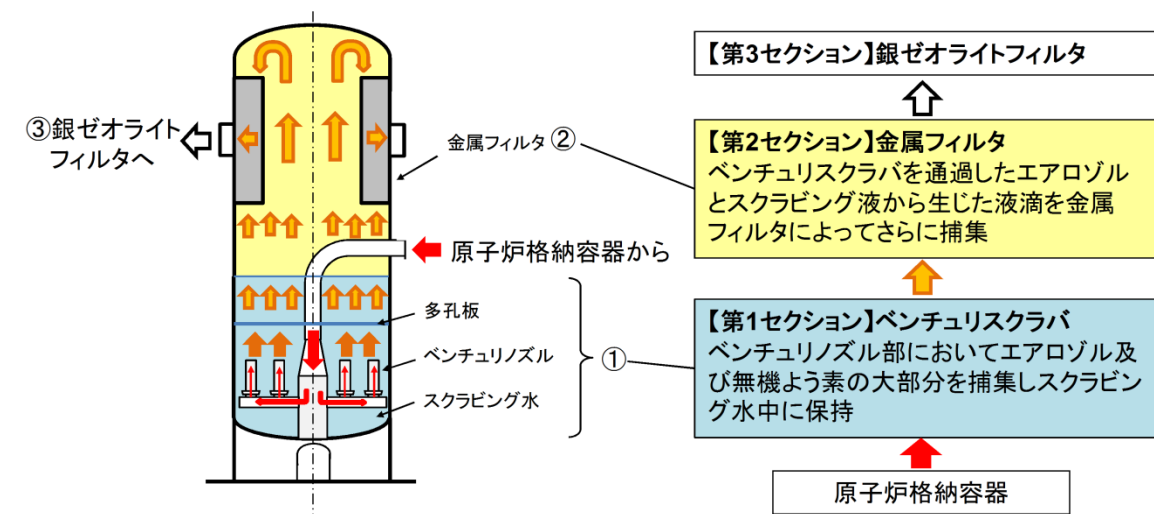 ③銀ゼオライト
フィルタへ
金属フィルタ ②
原子炉格納容器から
多孔板
ベンチュリノズル
スクラビング水
①
【第3セクション】銀ゼオライトフィルタ
【第2セクション】金属フィルタ
ベンチュリスクラバを通過したエアロゾル
とスクラビング液から生じた液滴を金属
フィルタによってさらに捕集
【第1セクション】ベンチュリスクラバ
ベンチュリノズル部においてエアロゾル及
び無機よう素の大部分を捕集しスクラビン
グ水中に保持
原子炉格納容器